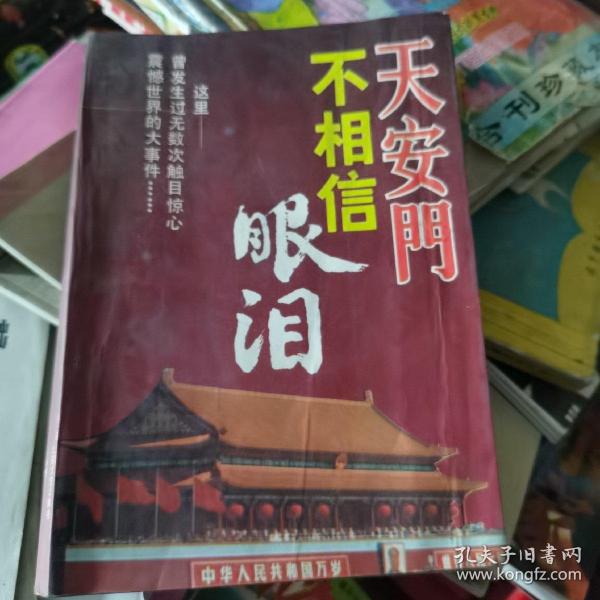 天安門
不相信
眼泪
这里——
曾发生过无数次触目惊心
震憾世界的大事件……
中华人民共和国万岁
孔夫子旧书网
www.kongfz.com